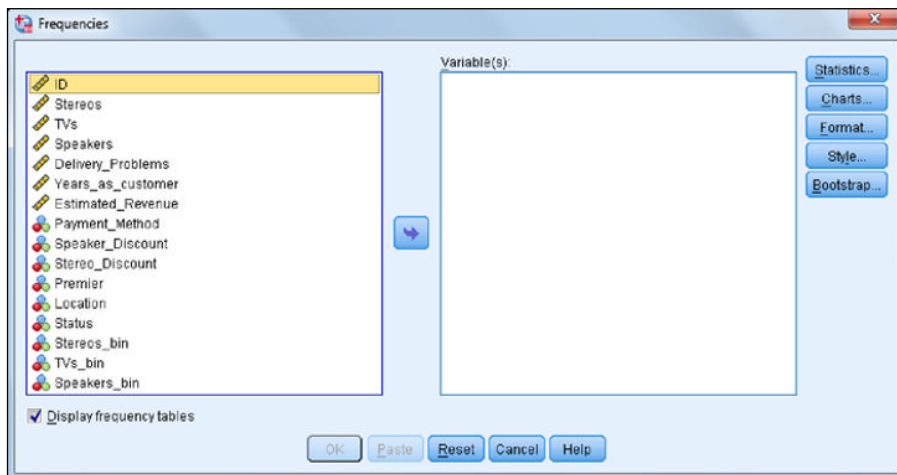 Frequencies
Variable(s):
ID
Stereos
TVs
Speakers
Delivery_Problems
Years_as_customer
Estimated_Revenue
Payment_Method
Speaker_Discount
Stereo_Discount
Premier
Location
Status
Stereos_bin
TVs_bin
Speakers_bin
Statistics...
Charts...
Format...
Style...
Bootstrap...
Display frequency tables
OK Paste Reset Cancel Help